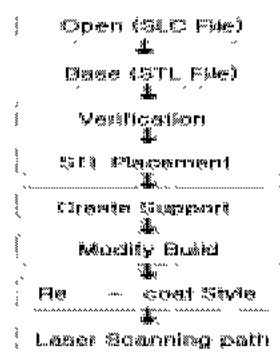 Open (SLC File)
Base (STL File)
Verification
Placement
Create Support
Modify Build
Re - coat Style
Laser Scanning path